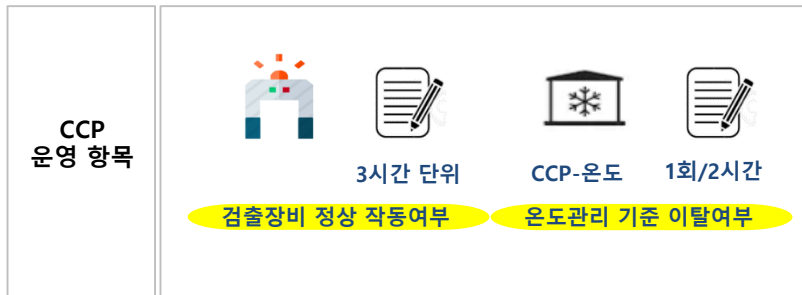 CCP
운영 항목
3시간 단위
CCP-온도
1회/2시간
검출장비 정상 작동여부
온도관리 기준 이탈여부